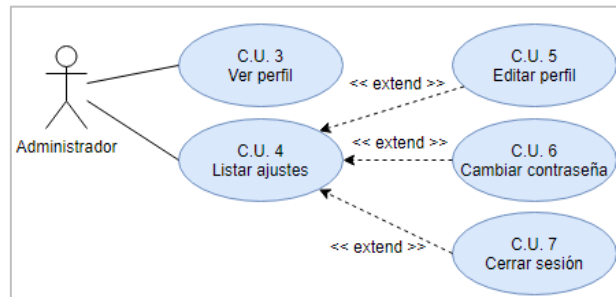 C.U. 3
Ver perfil
C.U. 5
Editar perfil
<< extend >>
Administrador
C.U. 4
Listar ajustes
<< extend >>
C.U. 6
Cambiar contraseña
<< extend >>
C.U. 7
Cerrar sesión